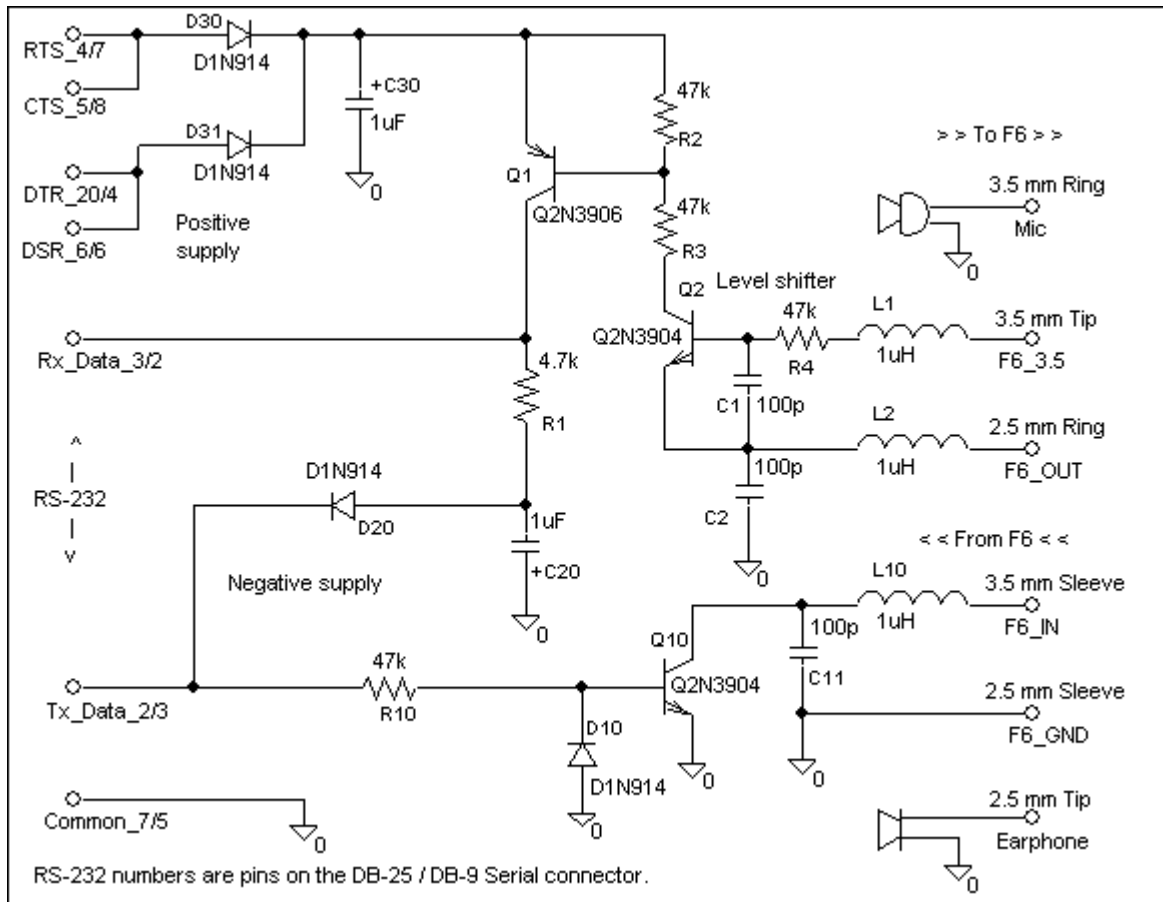 D30
RTS_4/7
D1N914
CTS_5/8
+C30
1uF
0
D31
D1N914
DTR_20/4
DSR_6/6
Positive
supply
47k
R2
Q1
Q2N3906
47k
R3
> > To F6 > >
3.5 mm Ring
Mic
0
Level shifter
Q2
Q2N3904
47k
R4
L1
1uH
3.5 mm Tip
F6_3.5
Rx_Data_3/2
4.7k
R1
C1
100p
L2
1uH
2.5 mm Ring
F6_OUT
100p
C2
0
^
|
RS-232
|
v
D1N914
D20
1uF
+C20
0
Negative supply
< < From F6 < <
L10
1uH
3.5 mm Sleeve
F6_IN
100p
C11
Q10
Q2N3904
0
47k
R10
Tx_Data_2/3
D10
D1N914
0
2.5 mm Sleeve
F6_GND
0
Common_7/5
0
2.5 mm Tip
Earphone
0
RS-232 numbers are pins on the DB-25 / DB-9 Serial connector.